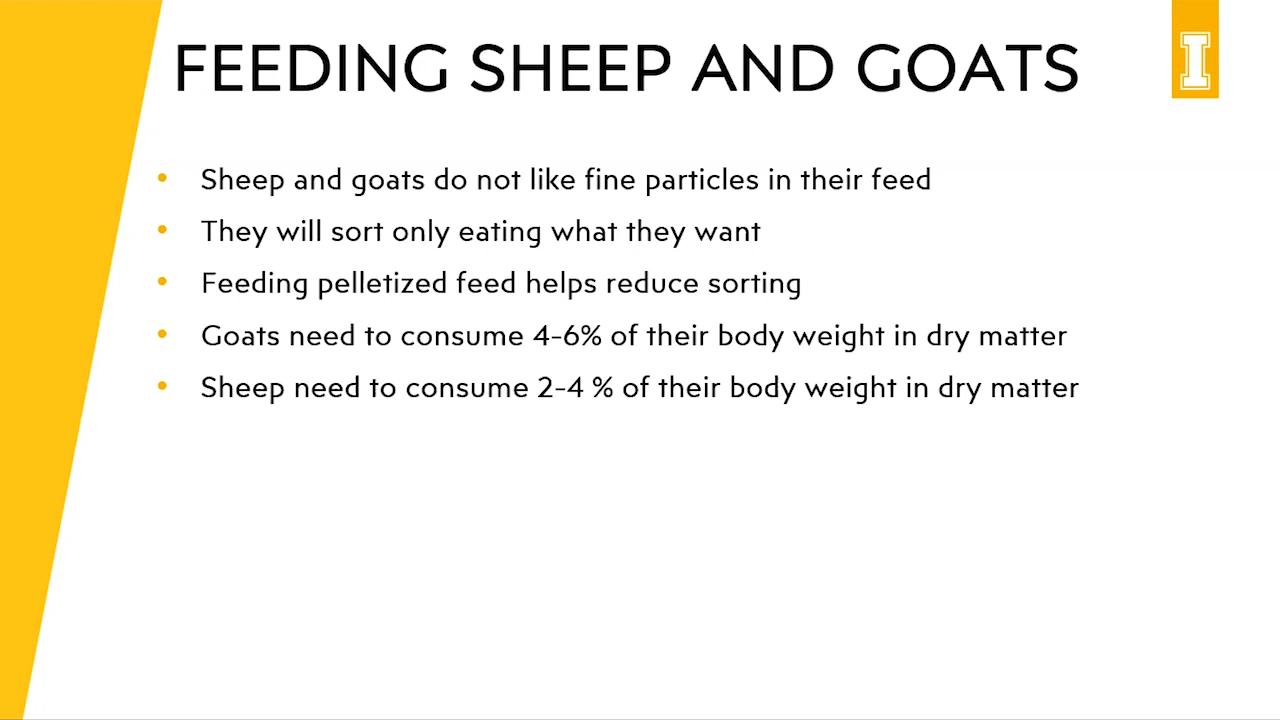 FEEDING SHEEP AND GOATS
I
• Sheep and goats do not like fine particles in their feed
• They will sort only eating what they want
• Feeding pelletized feed helps reduce sorting
• Goats need to consume 4-6% of their body weight in dry matter
• Sheep need to consume 2-4 % of their body weight in dry matter